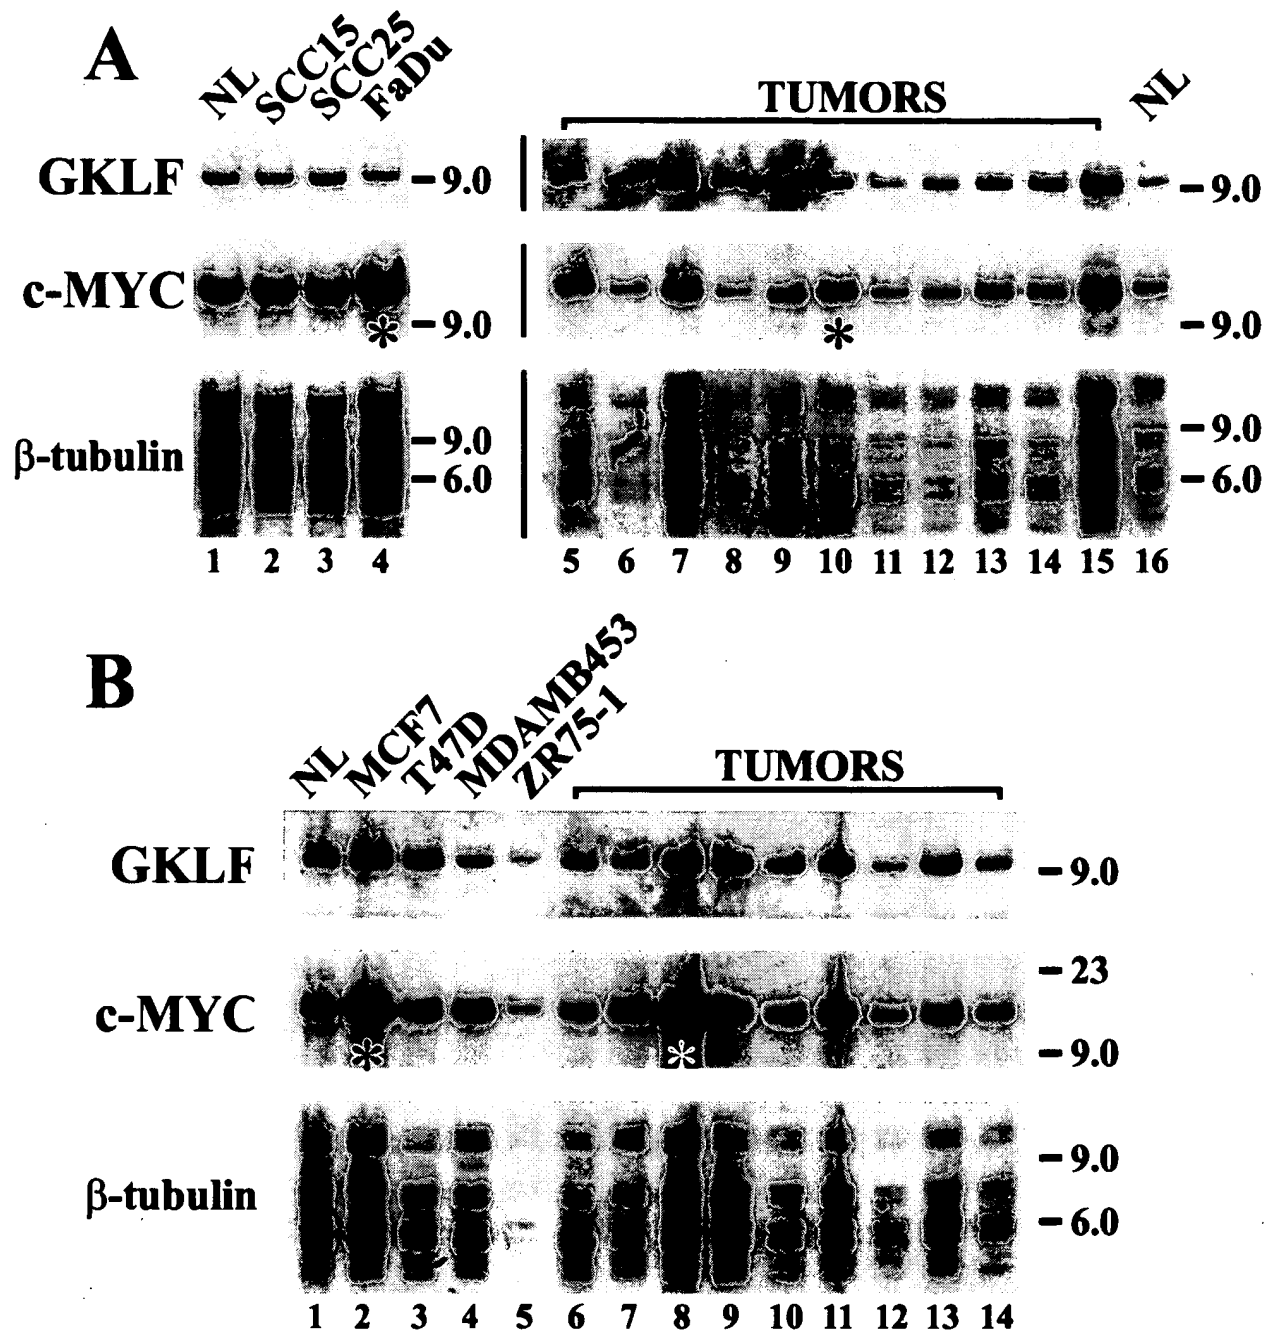 A
NL SCC15 SCC25 FaDu
TUMORS NL
GKLF
9.0 9.0
c-MYC
9.0 9.0
*
*
β-tubulin
9.0 9.0
6.0 6.0
1 2 3 4 5 6 7 8 9 10 11 12 13 14 15 16
B
NL MCF7 T47D MDAMB453 ZR75-1
TUMORS
GKLF
9.0
c-MYC
23
9.0
*
*
β-tubulin
9.0
6.0
1 2 3 4 5 6 7 8 9 10 11 12 13 14